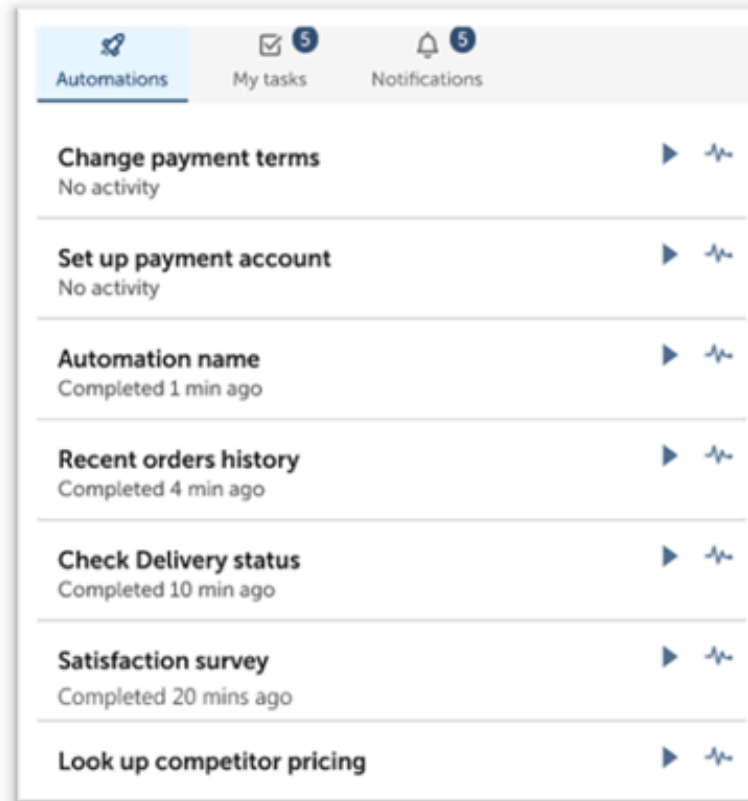 5
5
Automations
My tasks
Notifications
Change payment terms
No activity
Set up payment account
No activity
Automation name
Completed 1 min ago
Recent orders history
Completed 4 min ago
Check Delivery status
Completed 10 min ago
Satisfaction survey
Completed 20 mins ago
Look up competitor pricing